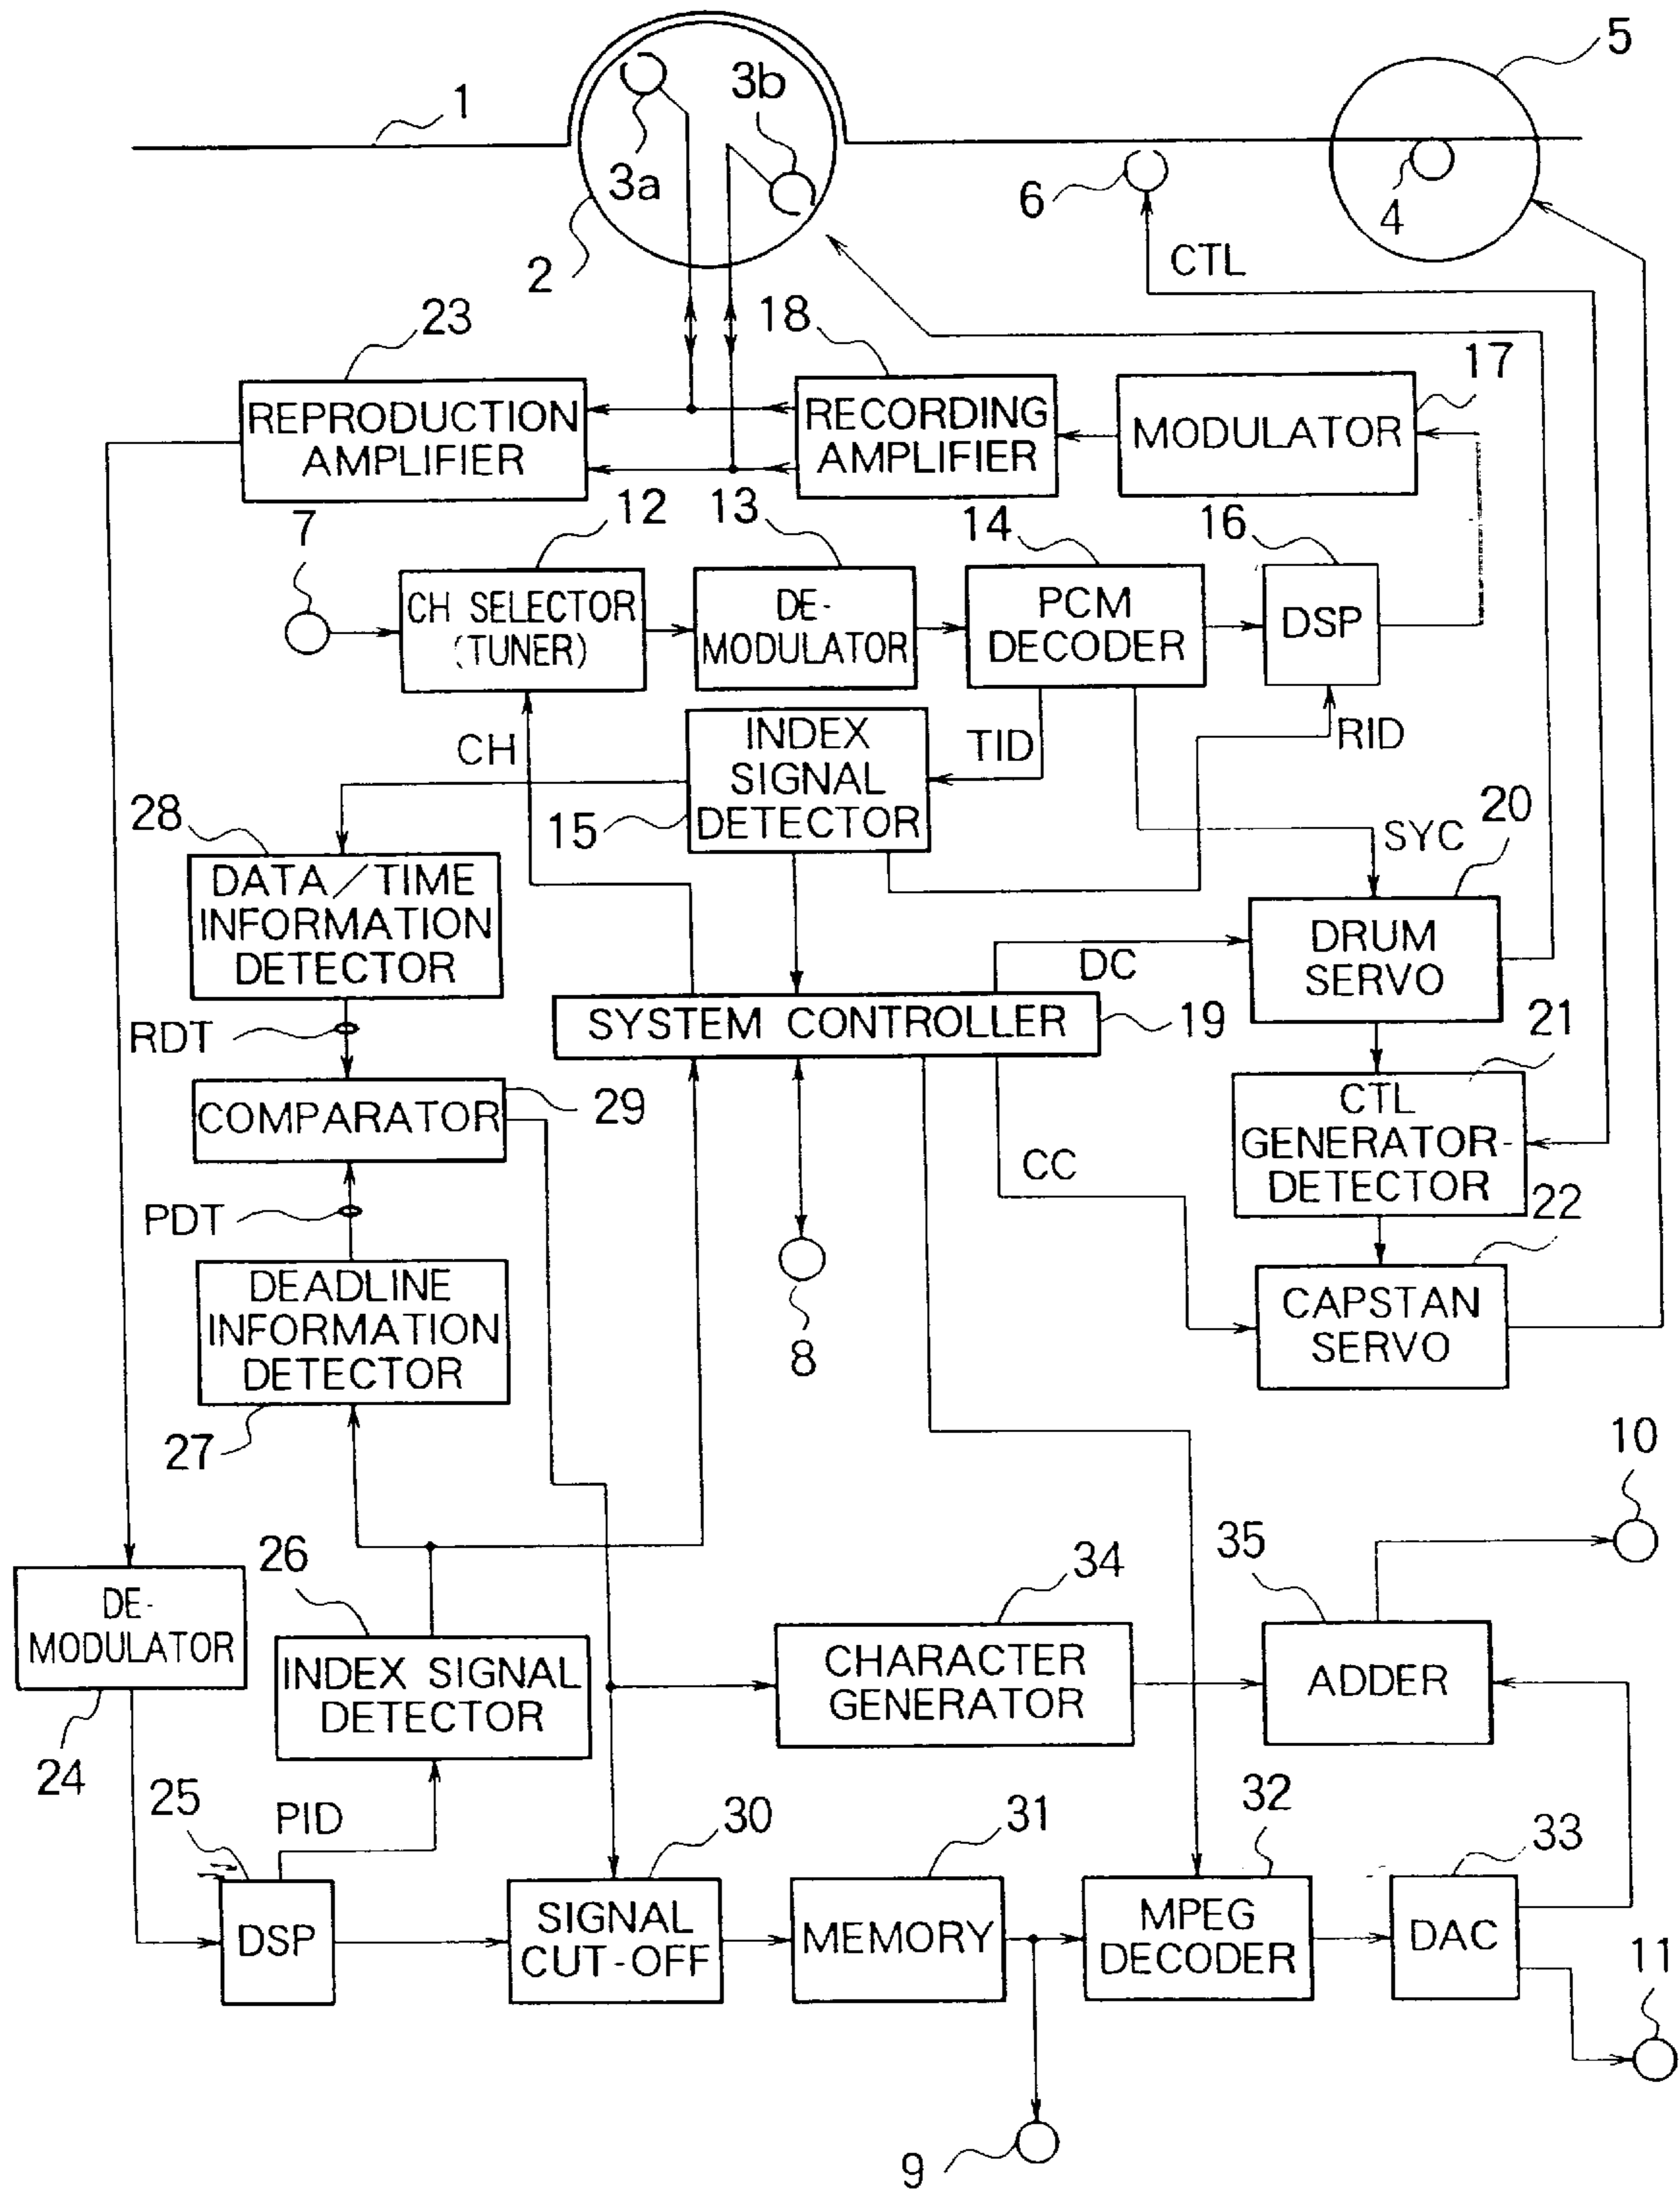 5
1
3b
3a
6
4
2
CTL
23
18
17
REPRODUCTION
AMPLIFIER
RECORDING
AMPLIFIER
MODULATOR
7
12
13
14
16
CH SELECTOR
(TUNER)
DE-
MODULATOR
PCM
DECODER
DSP
CH
INDEX
SIGNAL
DETECTOR
TID
RID
28
15
SYC
20
DATA/TIME
INFORMATION
DETECTOR
DRUM
SERVO
DC
RDT
SYSTEM CONTROLLER
19
21
COMPARATOR
29
CTL
GENERATOR-
DETECTOR
CC
PDT
22
DEADLINE
INFORMATION
DETECTOR
CAPSTAN
SERVO
8
27
10
26
34
35
DE-
MODULATOR
INDEX SIGNAL
DETECTOR
CHARACTER
GENERATOR
ADDER
24
25
PID
30
31
32
33
DSP
SIGNAL
CUT-OFF
MEMORY
MPEG
DECODER
DAC
11
9